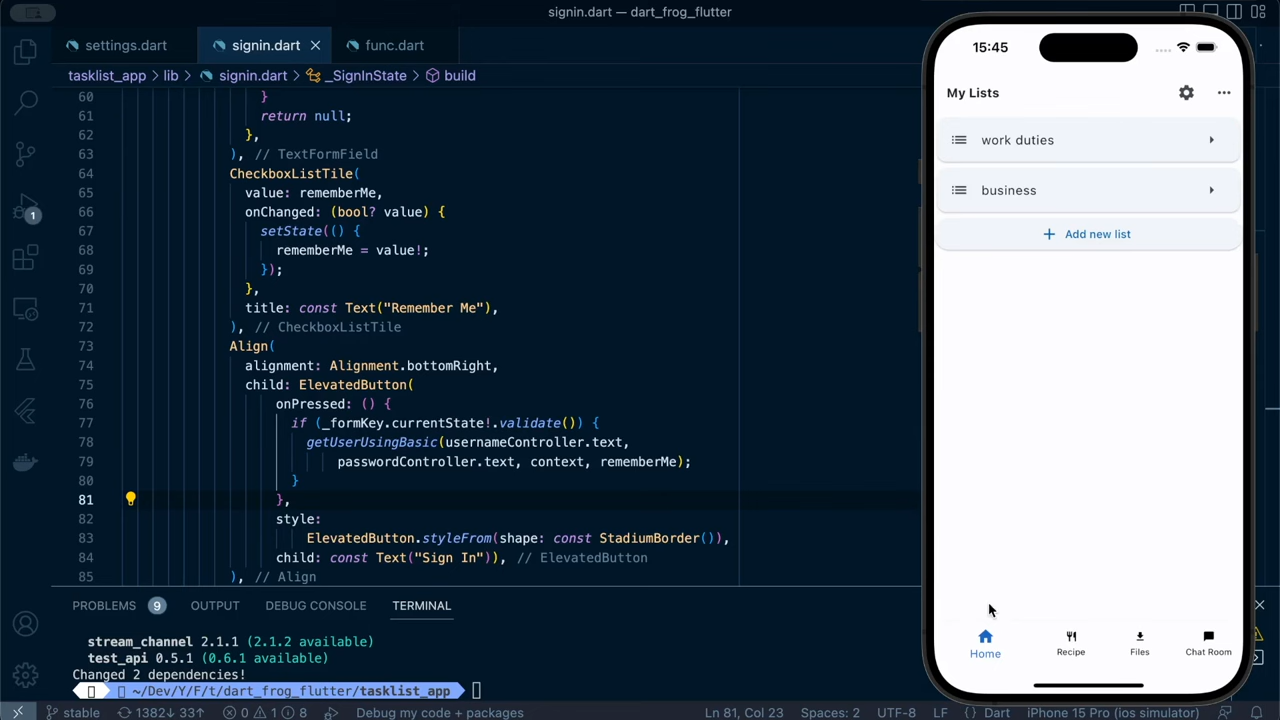 signin.dart — dart_frog_flutter
settings.dart
signin.dart
func.dart
tasklist_app > lib > signin.dart > _SignInState > build
60 }
61 return null;
62 },
63 ), // TextFormField
64 CheckboxListTile(
65 value: rememberMe,
66 onChanged: (bool? value) {
67 setState(() {
68 rememberMe = value!;
69 });
70 },
71 title: const Text("Remember Me"),
72 ), // CheckboxListTile
73 Align(
74 alignment: Alignment.bottomRight,
75 child: ElevatedButton(
76 onPressed: () {
77 if (_formKey.currentState!.validate()) {
78 getUserUsingBasic(usernameController.text,
79 passwordController.text, context, rememberMe);
80 }
81 },
82 style:
83 ElevatedButton.styleFrom(shape: const StadiumBorder()),
84 child: const Text("Sign In")), // ElevatedButton
85 ), // Align
1
PROBLEMS 9 OUTPUT DEBUG CONSOLE TERMINAL
stream_channel 2.1.1 (2.1.2 available)
test_api 0.5.1 (0.6.1 available)
Changed 2 dependencies!
~/Dev/Y/F/t/dart_frog_flutter/tasklist_app
stable 1382↓ 33↑ 0 1 8 Debug my code + packages Ln 81, Col 23 Spaces: 2 UTF-8 LF {} Dart iPhone 15 Pro (ios simulator)
15:45
My Lists
work duties
business
+ Add new list
Home
Recipe
Files
Chat Room